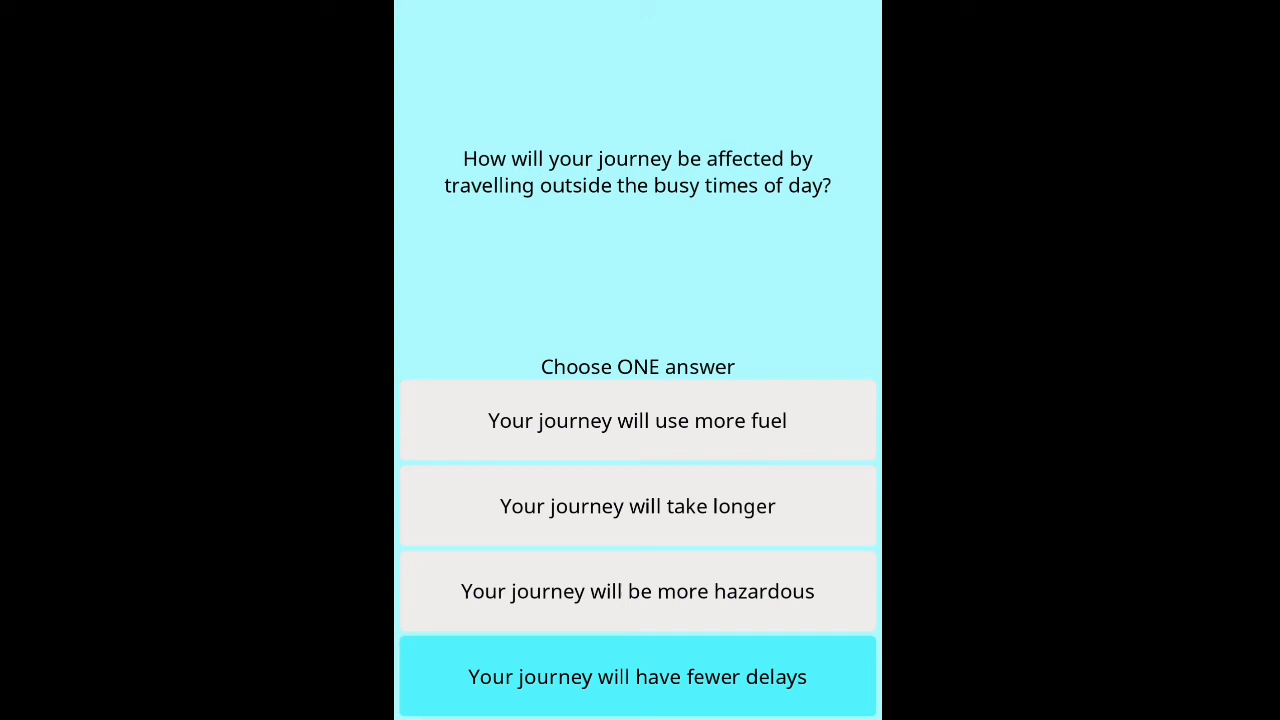 How will your journey be affected by
travelling outside the busy times of day?
Choose ONE answer
Your journey will use more fuel
Your journey will take longer
Your journey will be more hazardous
Your journey will have fewer delays